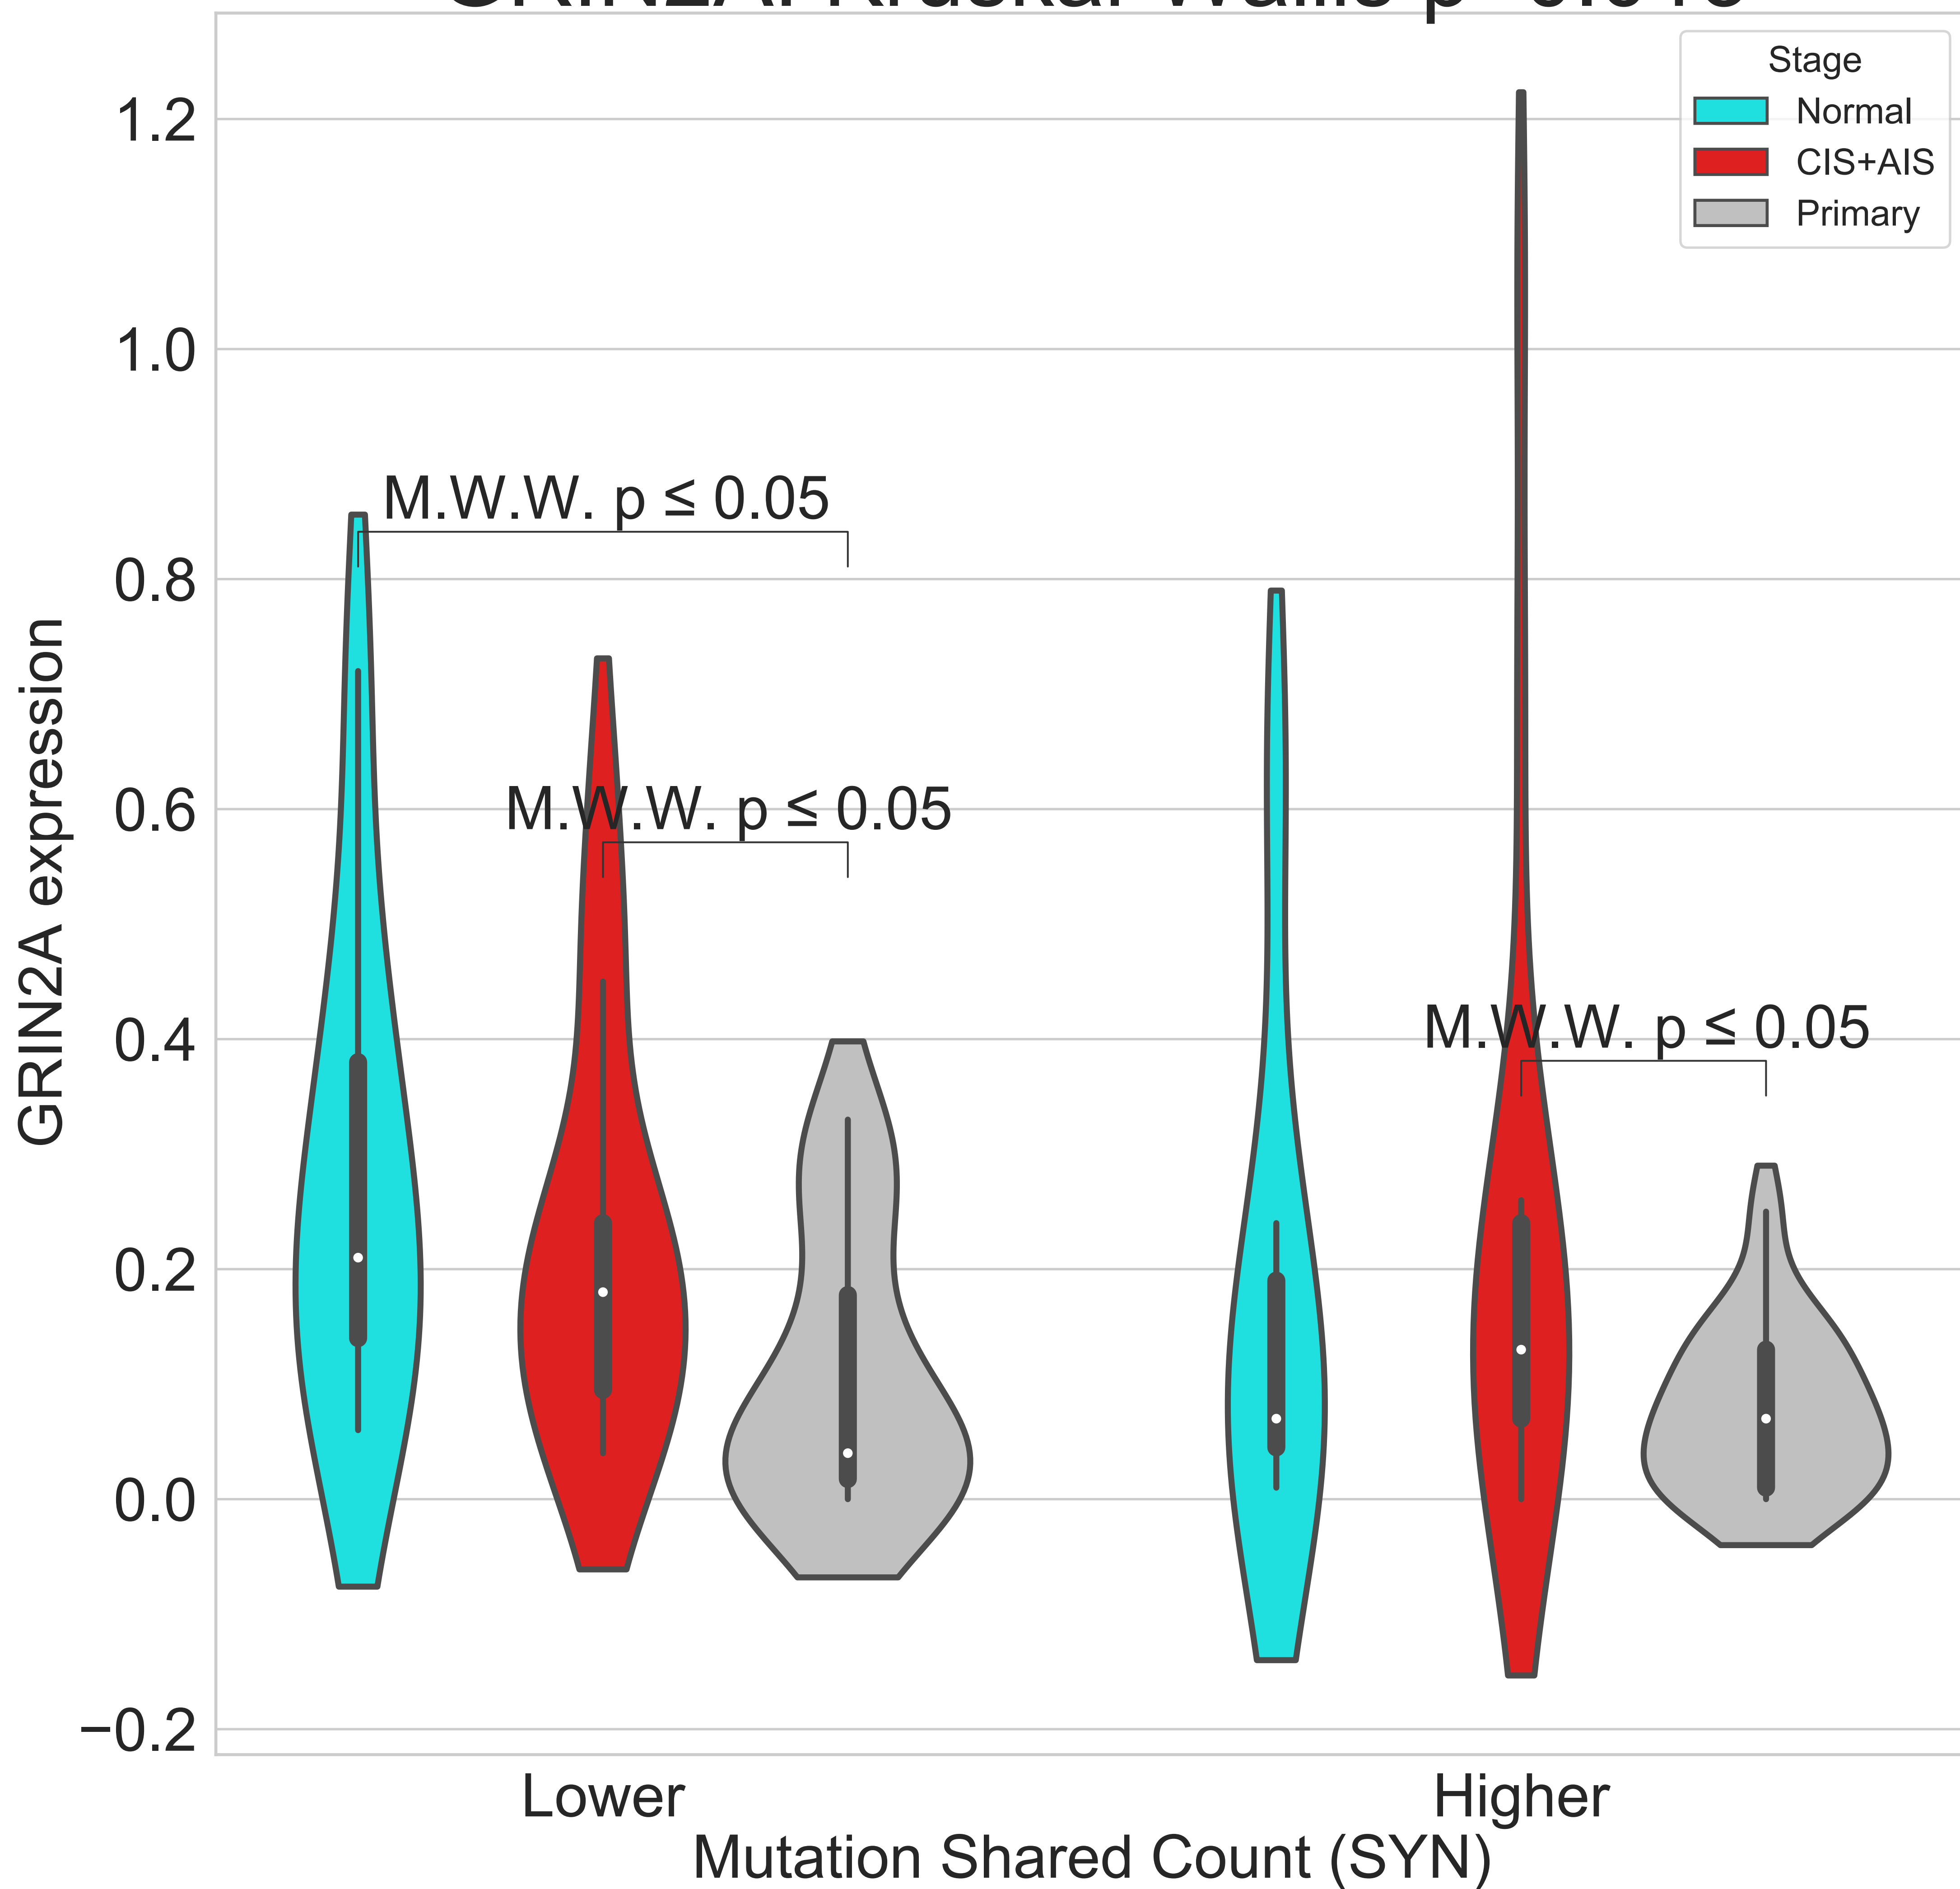 Stage
Normal
CIS+AIS
Primary
1.2
1.0
0.8
0.6
0.4
0.2
0.0
−0.2
GRIN2A expression
M.W.W. p ≤ 0.05
M.W.W. p ≤ 0.05
M.W.W. p ≤ 0.05
Lower
Higher
Mutation Shared Count (SYN)